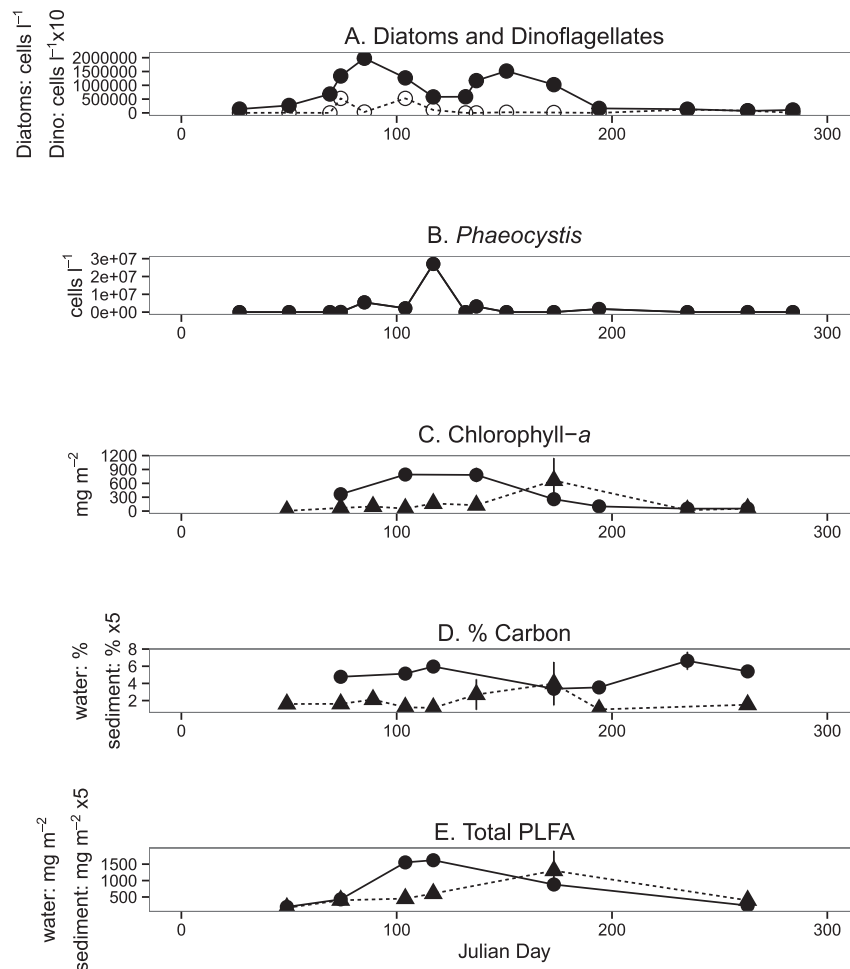 A. Diatoms and Dinoflagellates
Diatoms: cells l⁻¹
Dino: cells l⁻¹x10
2000000
1500000
1000000
500000
0
0 100 200 300
B. Phaeocystis
cells l⁻¹
3e+07
2e+07
1e+07
0e+00
0 100 200 300
C. Chlorophyll−a
mg m⁻²
1200
900
600
300
0
0 100 200 300
D. % Carbon
water: %
sediment: % x5
8
6
4
2
0 100 200 300
E. Total PLFA
water: mg m⁻²
sediment: mg m⁻² x5
1500
1000
500
0 100 200 300
Julian Day